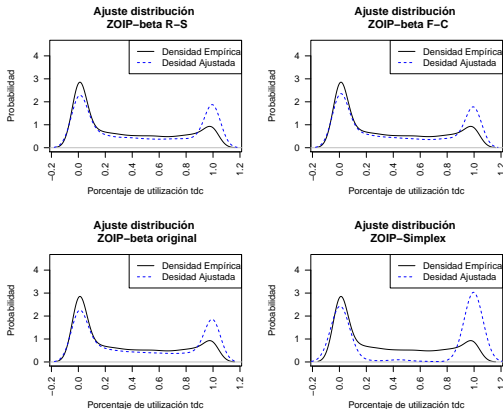 Ajuste distribución
ZOIP−beta R−S
Probabilidad
4
3
2
1
0
Densidad Empírica
Desidad Ajustada
−0.2
0.0
0.2
0.4
0.6
0.8
1.0
1.2
Porcentaje de utilización tdc
Ajuste distribución
ZOIP−beta F−C
Probabilidad
4
3
2
1
0
Densidad Empírica
Desidad Ajustada
−0.2
0.0
0.2
0.4
0.6
0.8
1.0
1.2
Porcentaje de utilización tdc
Ajuste distribución
ZOIP−beta original
Probabilidad
4
3
2
1
0
Densidad Empírica
Desidad Ajustada
−0.2
0.0
0.2
0.4
0.6
0.8
1.0
1.2
Porcentaje de utilización tdc
Ajuste distribución
ZOIP−Simplex
Probabilidad
4
3
2
1
0
Densidad Empírica
Desidad Ajustada
−0.2
0.0
0.2
0.4
0.6
0.8
1.0
1.2
Porcentaje de utilización tdc